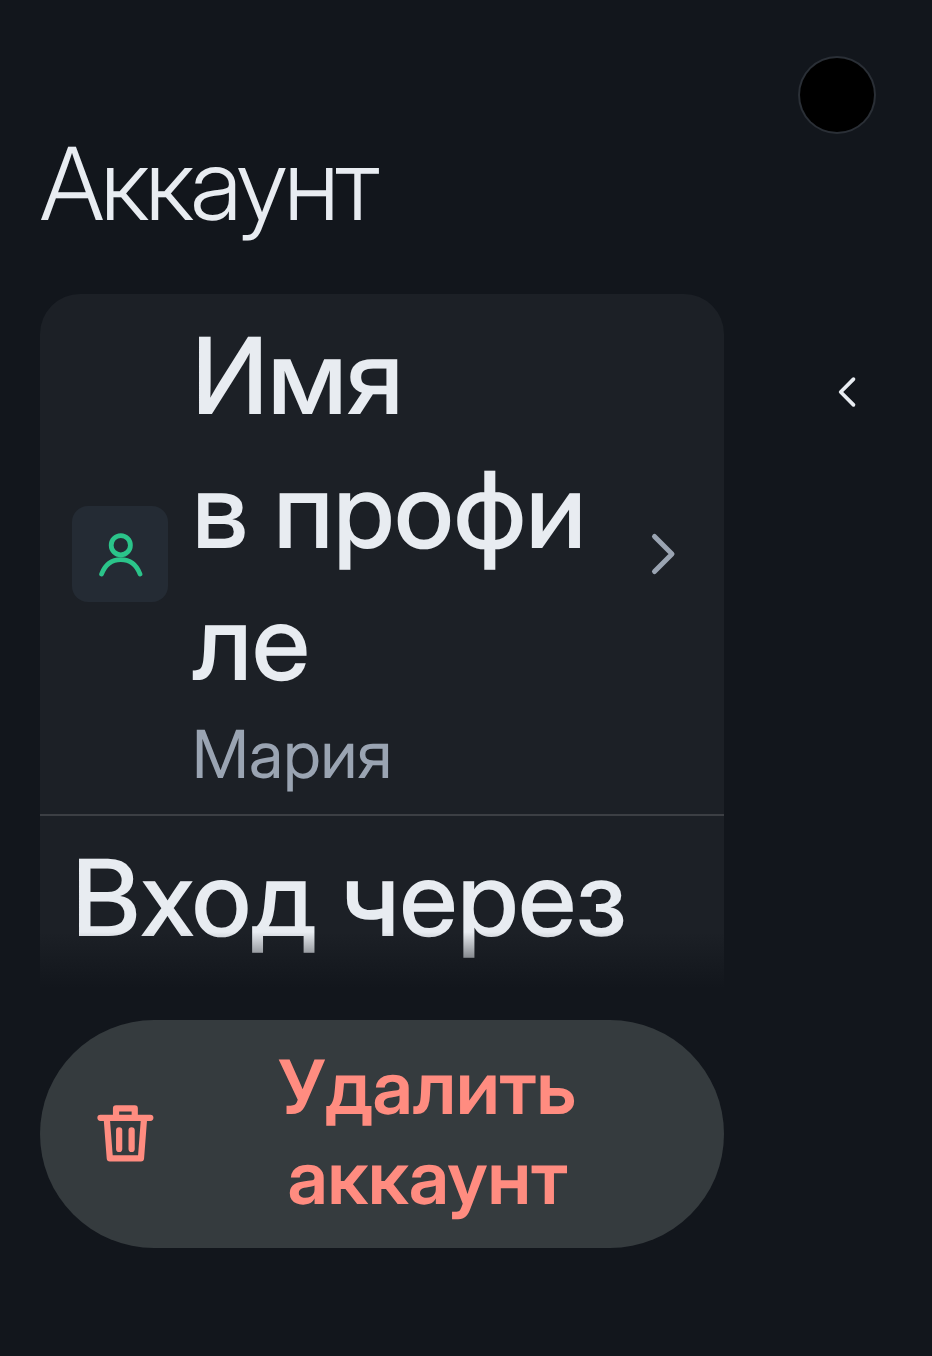 Аккаунт
Имя
в профи
ле
Мария
Вход через
Удалить
аккаунт